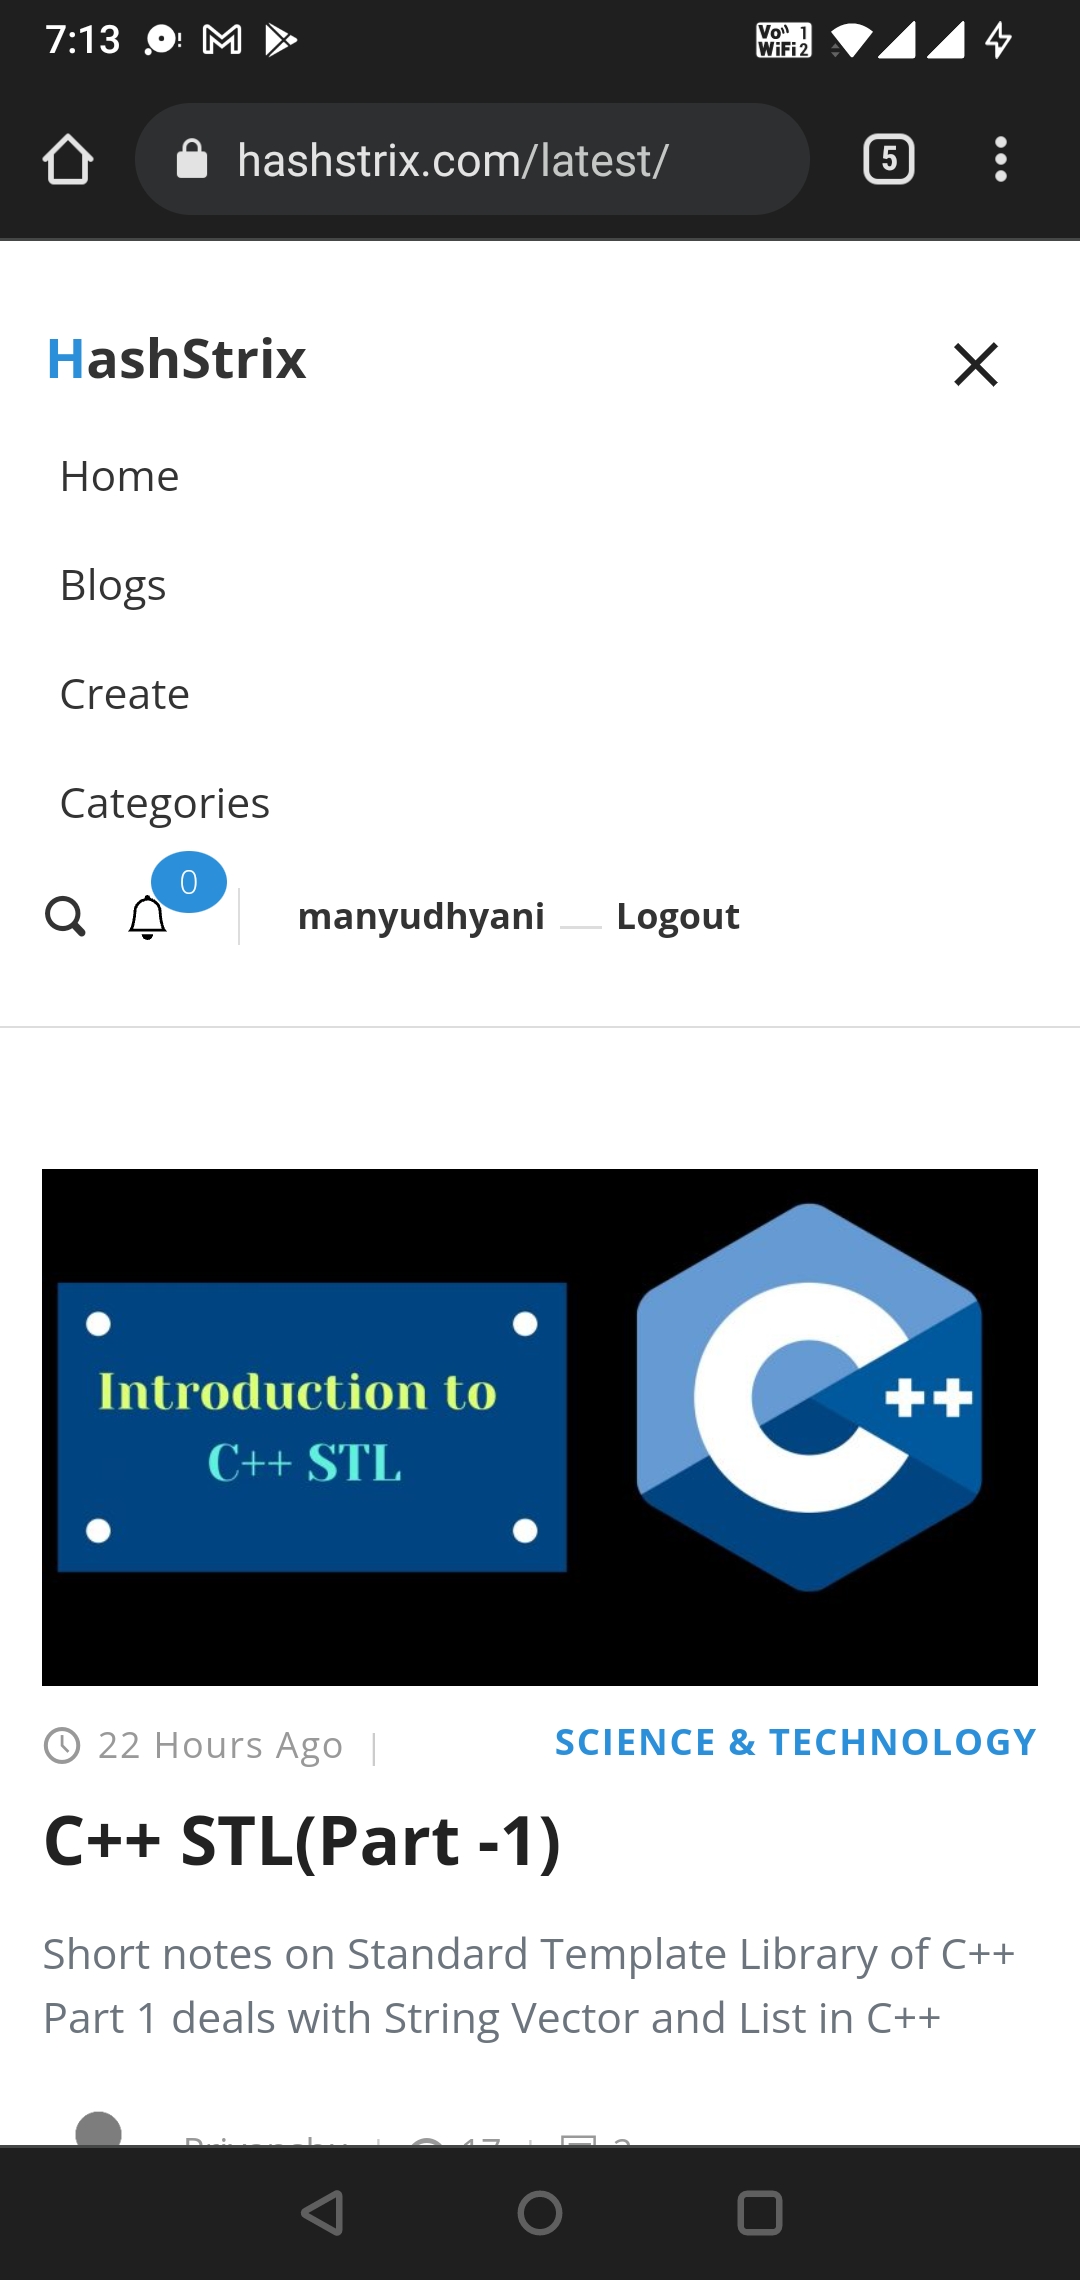 7:13
Vo 1
WiFi 2
hashstrix.com/latest/
5
HashStrix
Home
Blogs
Create
Categories
0
manyudhyani Logout
Introduction to
C++ STL
C ++
22 Hours Ago | SCIENCE & TECHNOLOGY
C++ STL(Part -1)
Short notes on Standard Template Library of C++
Part 1 deals with String Vector and List in C++
17